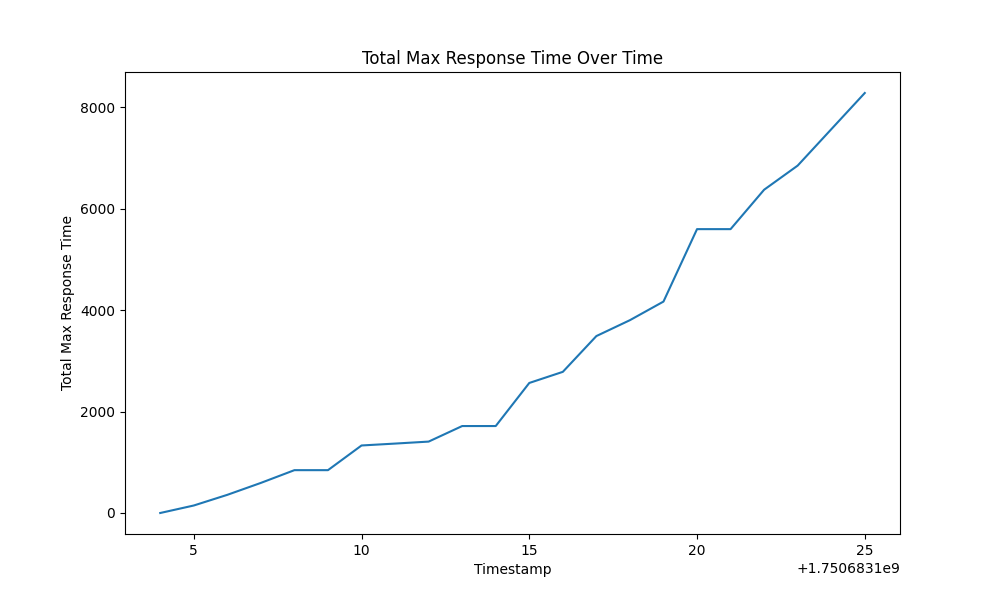 Total Max Response Time Over Time
Total Max Response Time
8000
6000
4000
2000
0
5
10
15
20
25
Timestamp
+1.7506831e9